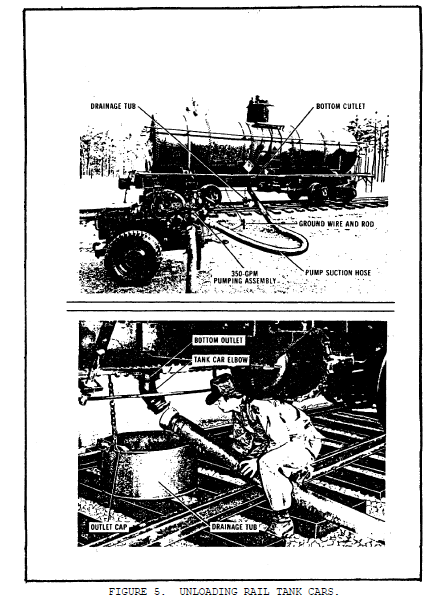 DRAINAGE TUB
BOTTOM OUTLET
GROUND WIRE AND ROD
350-GPM
PUMPING ASSEMBLY
PUMP SUCTION HOSE
BOTTOM OUTLET
TANK CAR ELBOW
OUTLET CAP
DRAINAGE TUB
FIGURE 5. UNLOADING RAIL TANK CARS.